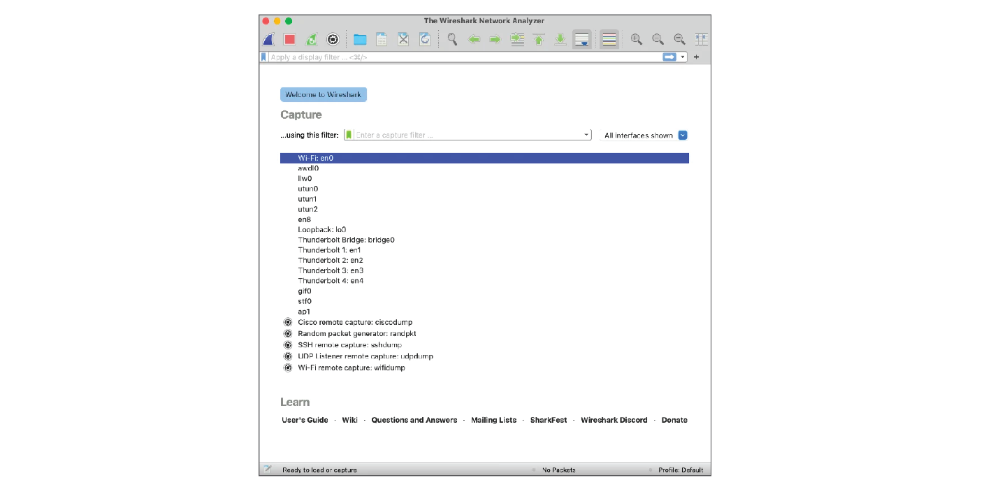 The Wireshark Network Analyzer
Apply a display filter ... <⌘/>
Welcome to Wireshark
Capture
...using this filter: Enter a capture filter ... All interfaces shown
Wi-Fi: en0
awdl0
llw0
utun0
utun1
utun2
en8
Loopback: lo0
Thunderbolt Bridge: bridge0
Thunderbolt 1: en1
Thunderbolt 2: en2
Thunderbolt 3: en3
Thunderbolt 4: en4
gif0
stf0
ap1
Cisco remote capture: ciscodump
Random packet generator: randpkt
SSH remote capture: sshdump
UDP Listener remote capture: udpdump
Wi-Fi remote capture: wifidump
Learn
User's Guide · Wiki · Questions and Answers · Mailing Lists · SharkFest · Wireshark Discord · Donate
Ready to load or capture No Packets Profile: Default